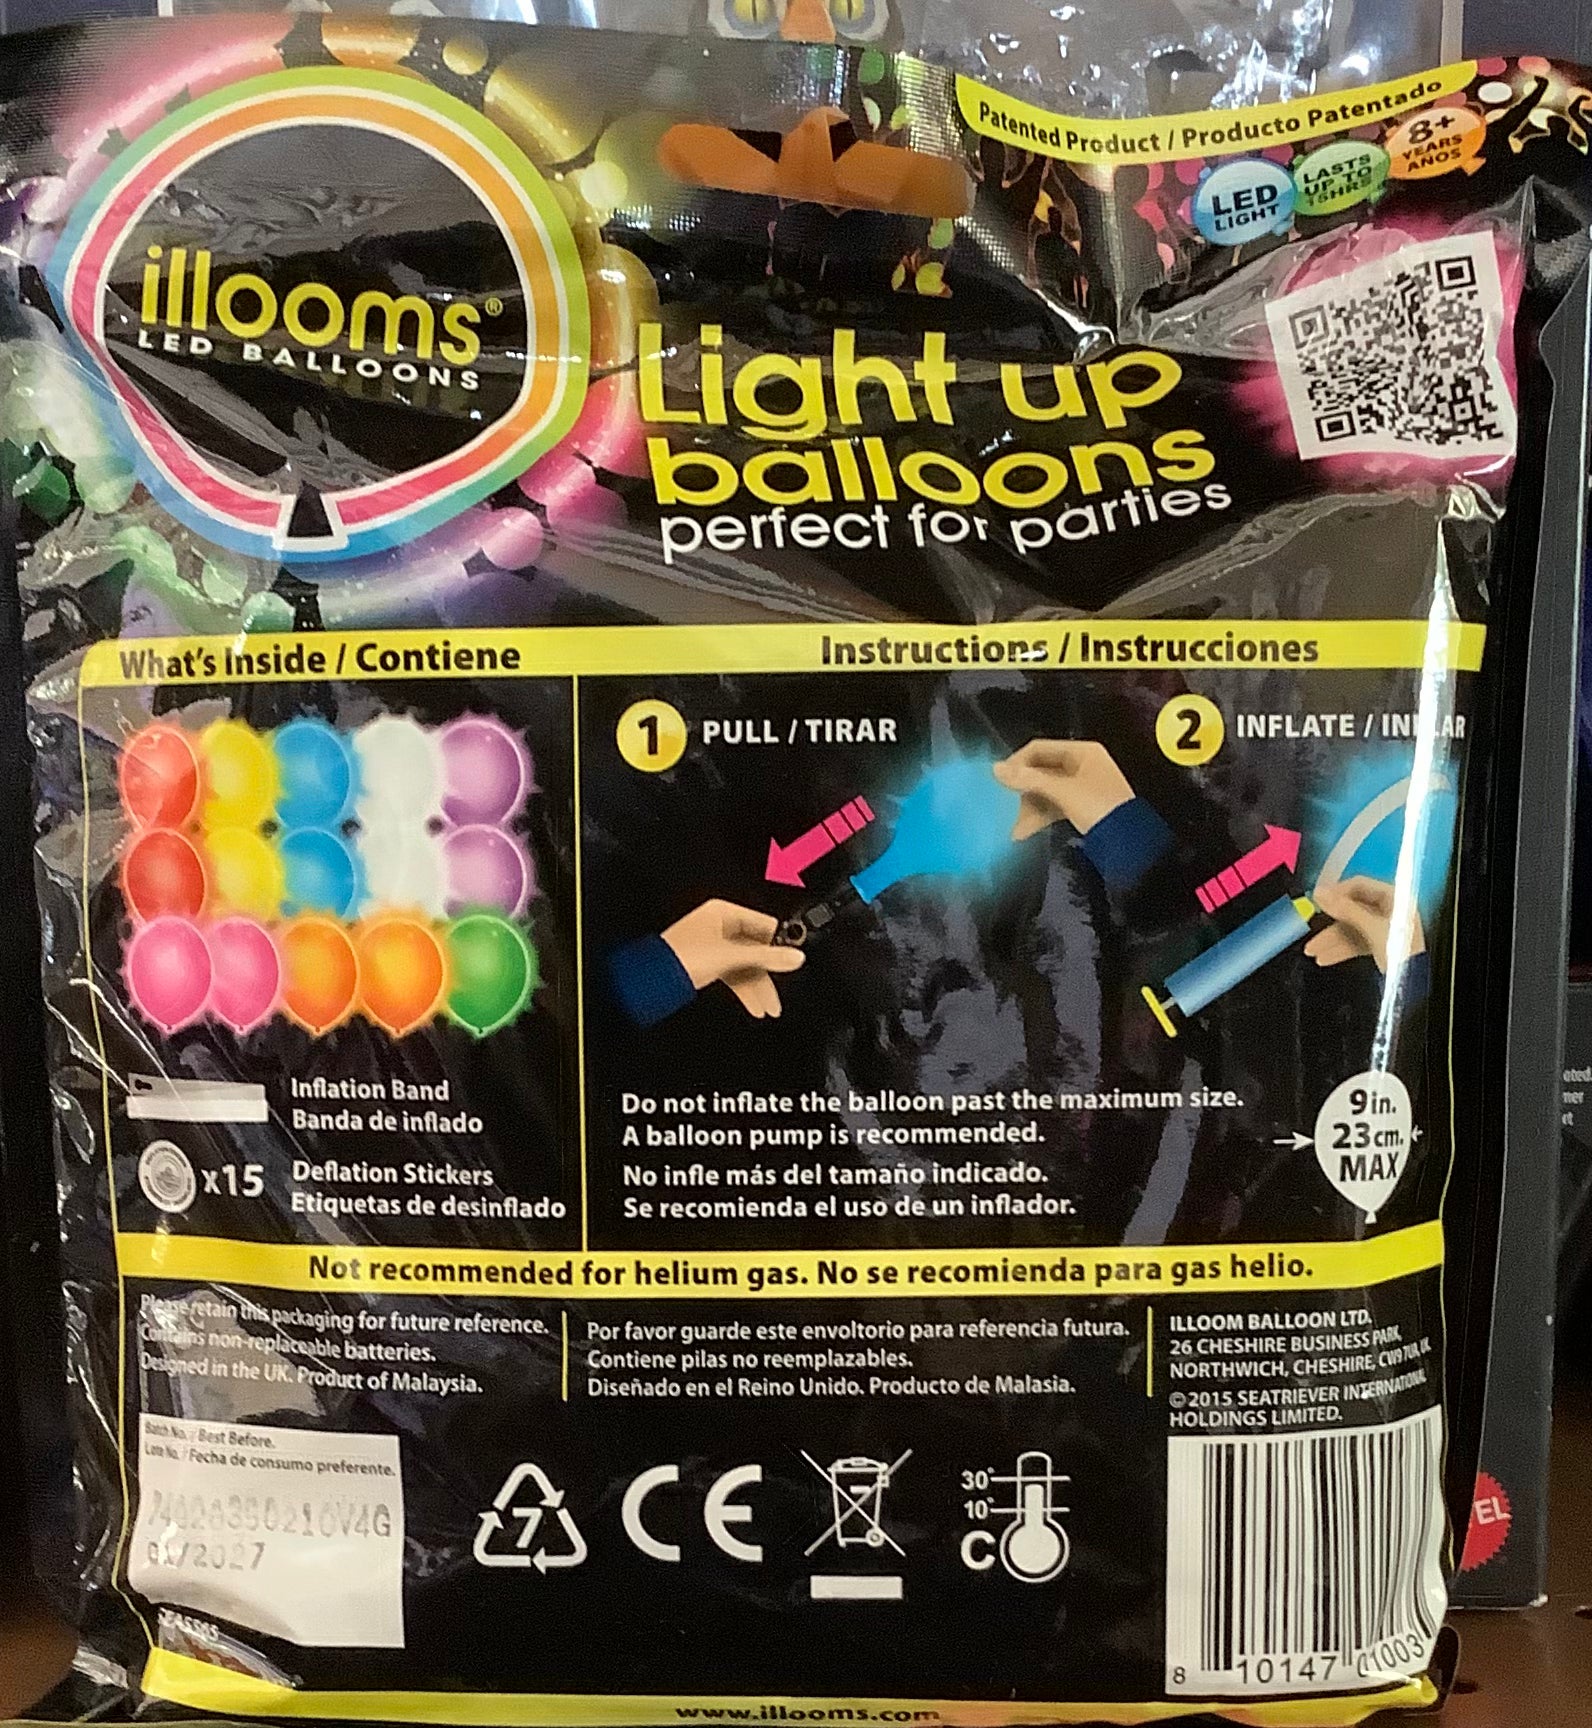 Patented Product / Producto Patentado
LED
LIGHT
LASTS
UP TO
15HRS
8+
YEARS
AÑOS
illooms®
LED BALLOONS
Light up
balloons
perfect for parties
What's Inside / Contiene
Instructions / Instrucciones
1 PULL / TIRAR
2 INFLATE / 
Inflation Band
Banda de inflado
x15 Deflation Stickers
Etiquetas de desinflado
Do not inflate the balloon past the maximum size.
A balloon pump is recommended.
No infle más del tamaño indicado.
Se recomienda el uso de un inflador.
9in.
23cm.
MAX
Not recommended for helium gas. No se recomienda para gas helio.
Please retain this packaging for future reference.
Contains non-replaceable batteries.
Designed in the UK. Product of Malaysia.
Por favor guarde este envoltorio para referencia futura.
Contiene pilas no reemplazables.
Diseñado en el Reino Unido. Producto de Malasia.
ILLOOM BALLOON LTD.
26 CHESHIRE BUSINESS PARK,
NORTHWICH, CHESHIRE,
©2015 SEATRIEVER INTERNATIONAL
HOLDINGS LIMITED.
Batch No. / Best Before.
Lote No. / Fecha de consumo preferente.
/2027
7
CE
30°
10°
C
8 10147 01003
www.illooms.com
EL